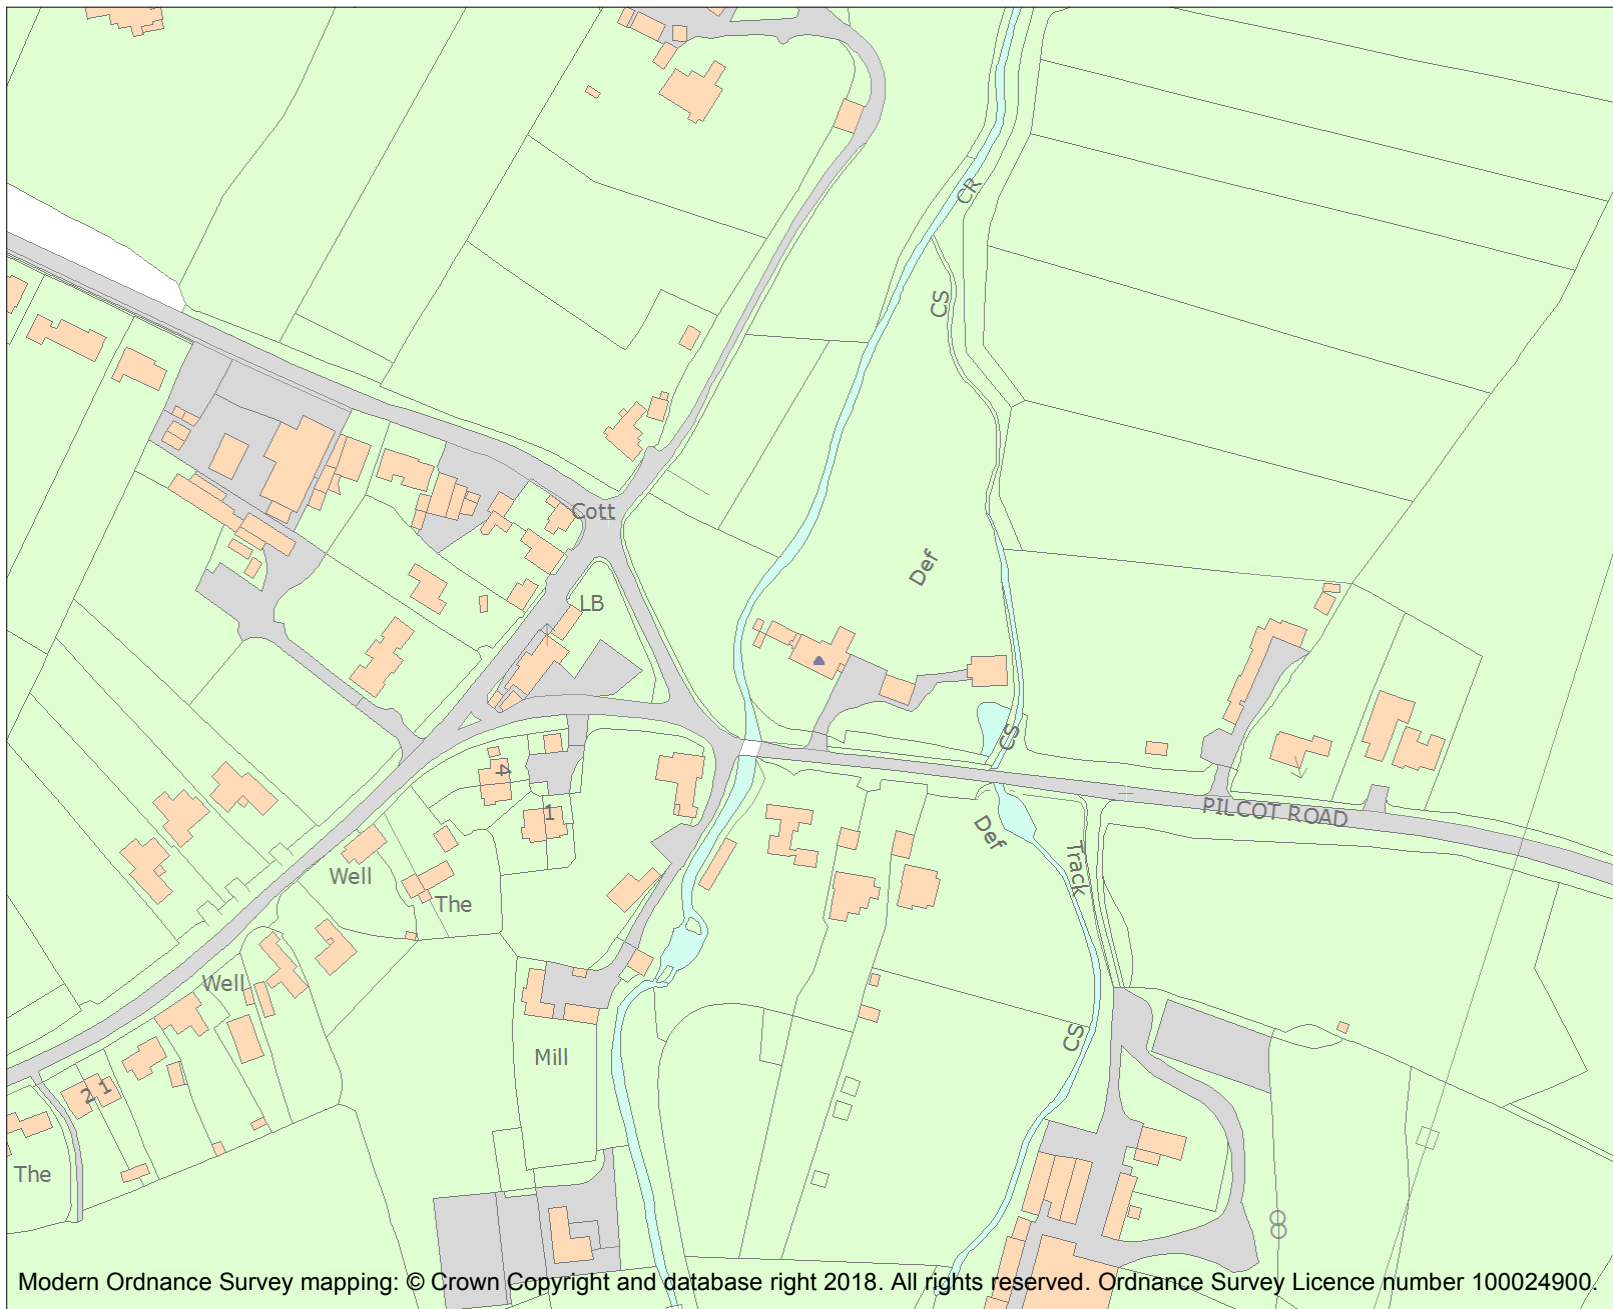 CR
CS
Cott
Def
LB
CS
4
1
PILCOT ROAD
Def
Track
Well
The
Well
CS
Mill
2 1
The
Modern Ordnance Survey mapping: © Crown Copyright and database right 2018. All rights reserved. Ordnance Survey Licence number 100024900.